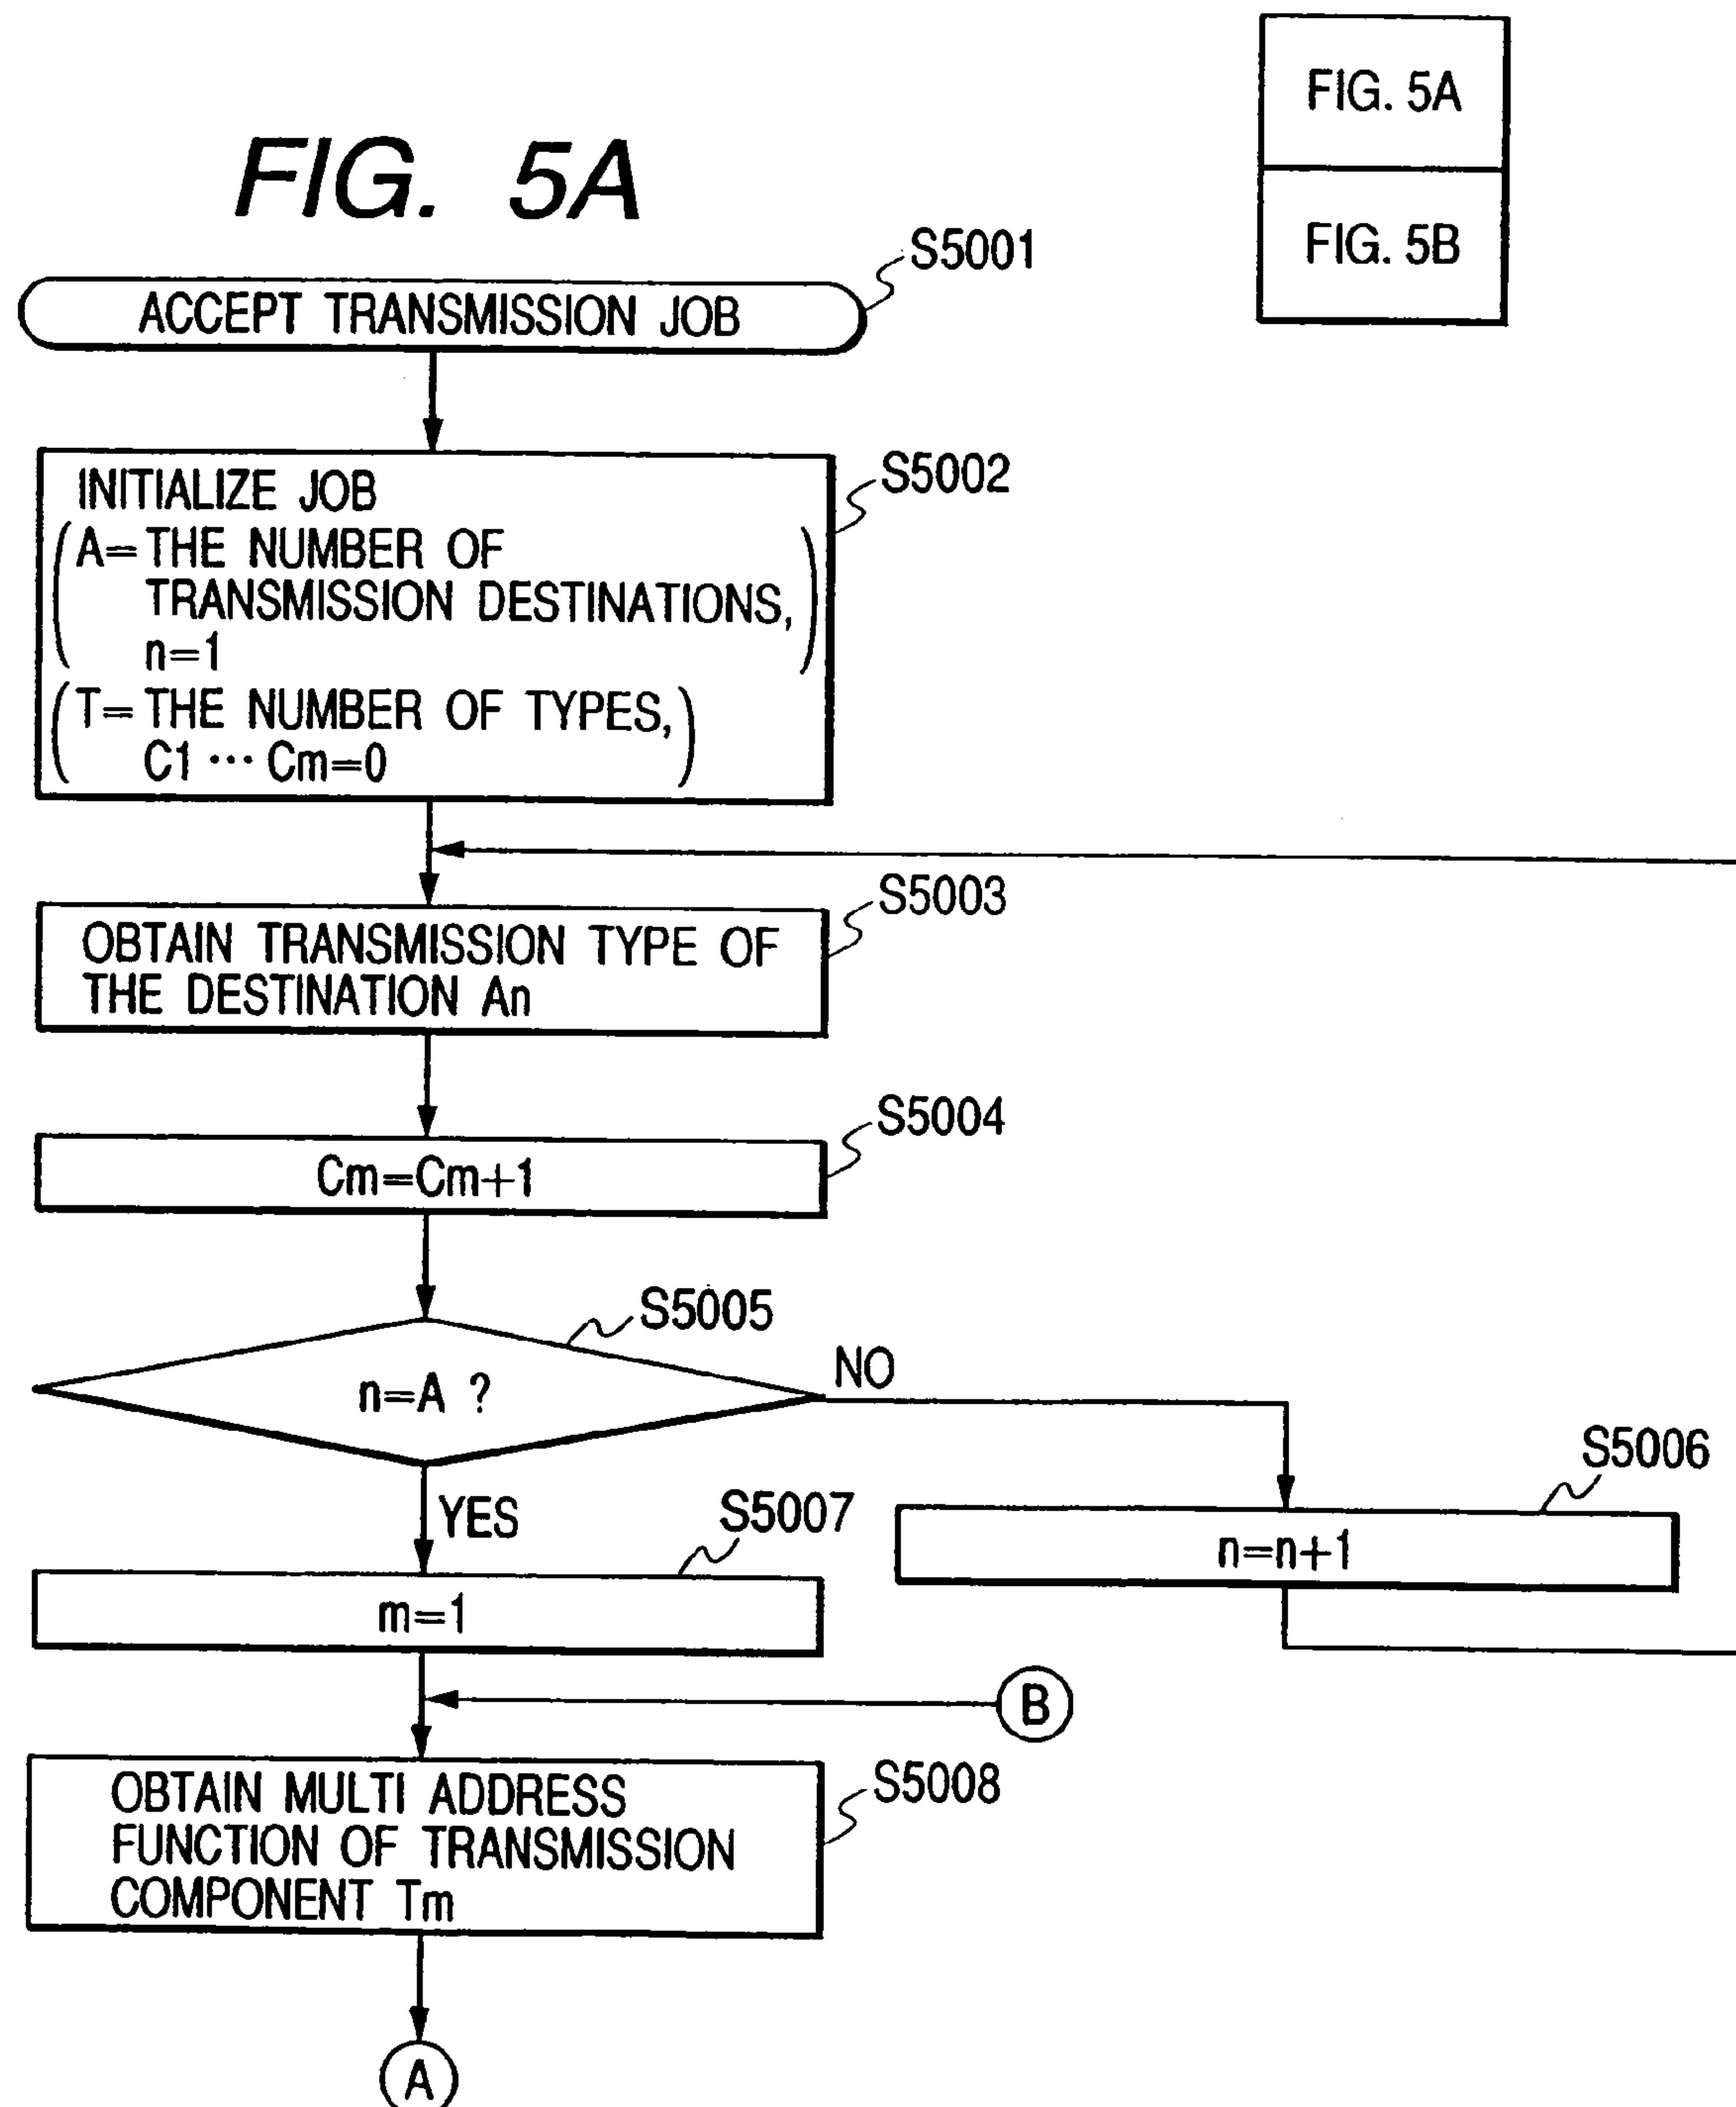 FIG. 5A
FIG. 5A
FIG. 5B
S5001
ACCEPT TRANSMISSION JOB
S5002
INITIALIZE JOB
(A=THE NUMBER OF
TRANSMISSION DESTINATIONS,
n=1)
(T=THE NUMBER OF TYPES,
C1 ··· Cm=0)
S5003
OBTAIN TRANSMISSION TYPE OF
THE DESTINATION An
S5004
Cm=Cm+1
S5005
n=A ?
NO
YES
S5006
n=n+1
S5007
m=1
B
S5008
OBTAIN MULTI ADDRESS
FUNCTION OF TRANSMISSION
COMPONENT Tm
A